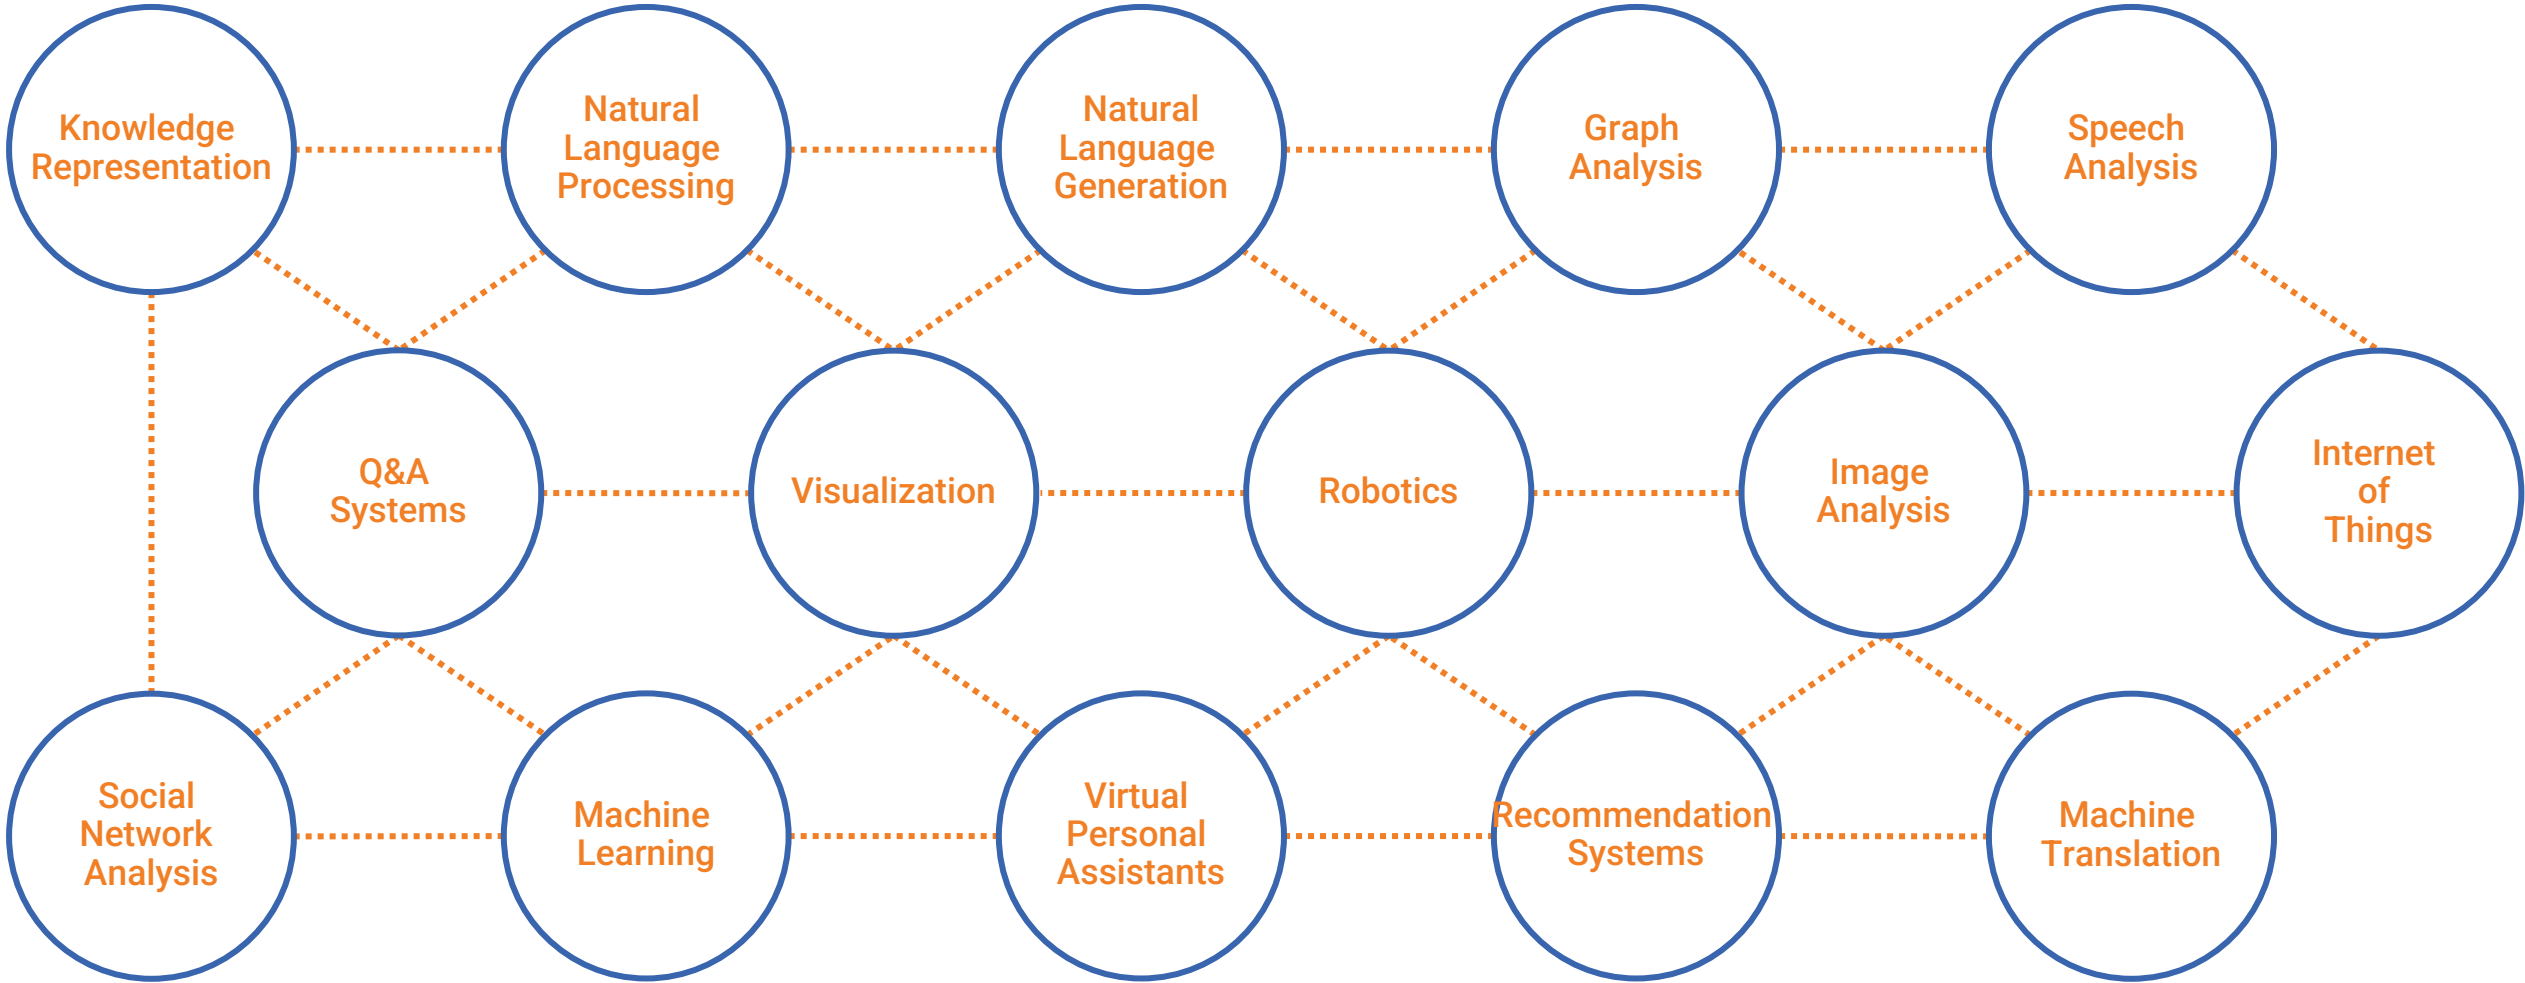 Knowledge
Representation
Natural
Language
Processing
Natural
Language
Generation
Graph
Analysis
Speech
Analysis
Q&A
Systems
Visualization
Robotics
Image
Analysis
Internet
of
Things
Social
Network
Analysis
Machine
Learning
Virtual
Personal
Assistants
Recommendation
Systems
Machine
Translation